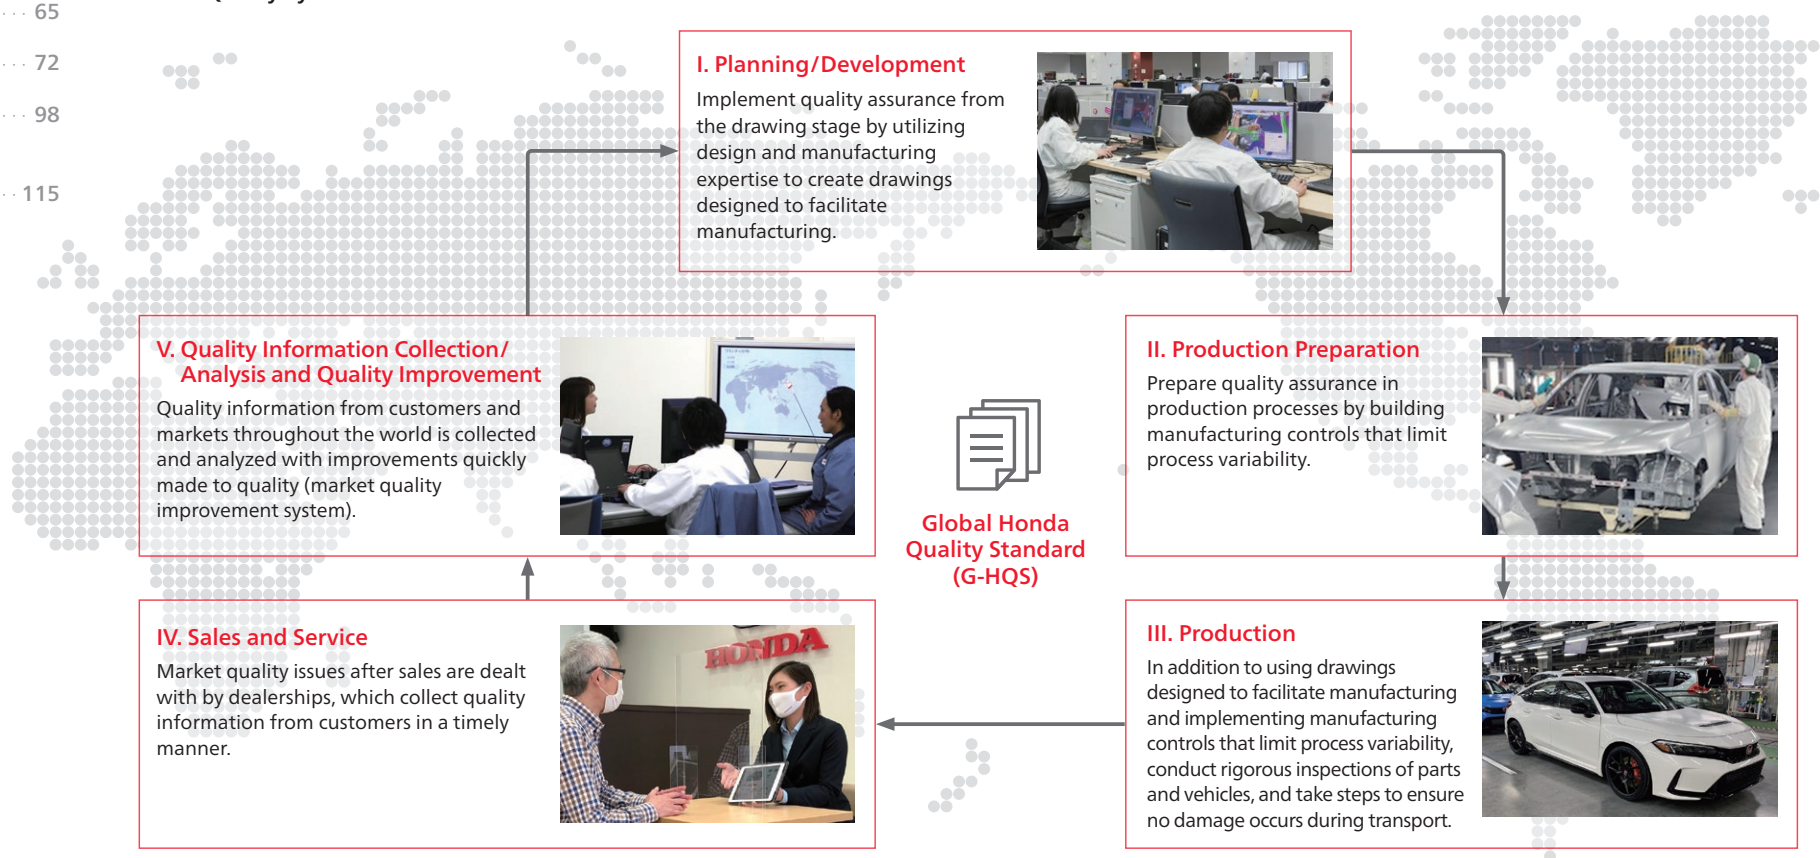 65
72
98
115
I. Planning/Development
Implement quality assurance from
the drawing stage by utilizing
design and manufacturing
expertise to create drawings
designed to facilitate
manufacturing.
II. Production Preparation
Prepare quality assurance in
production processes by building
manufacturing controls that limit
process variability.
III. Production
In addition to using drawings
designed to facilitate manufacturing
and implementing manufacturing
controls that limit process variability,
conduct rigorous inspections of parts
and vehicles, and take steps to ensure
no damage occurs during transport.
IV. Sales and Service
Market quality issues after sales are dealt
with by dealerships, which collect quality
information from customers in a timely
manner.
HONDA
V. Quality Information Collection/
Analysis and Quality Improvement
Quality information from customers and
markets throughout the world is collected
and analyzed with improvements quickly
made to quality (market quality
improvement system).
Global Honda
Quality Standard
(G-HQS)